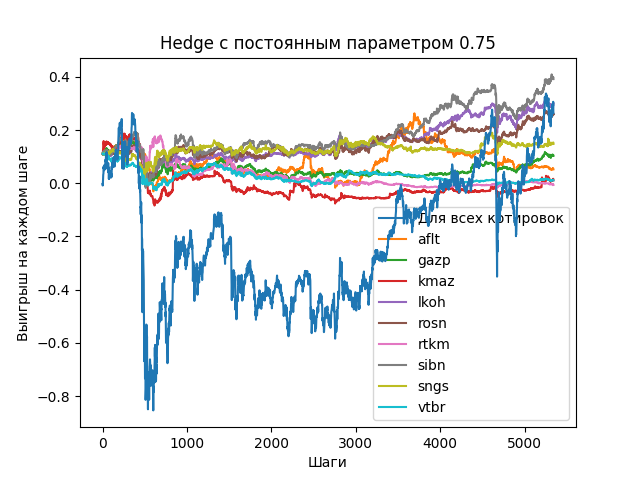 Hedge с постоянным параметром 0.75
Выигрыш на каждом шаге
0.4
0.2
0.0
−0.2
−0.4
−0.6
−0.8
Для всех котировок
aflt
gazp
kmaz
lkoh
rosn
rtkm
sibn
sngs
vtbr
0 1000 2000 3000 4000 5000
Шаги